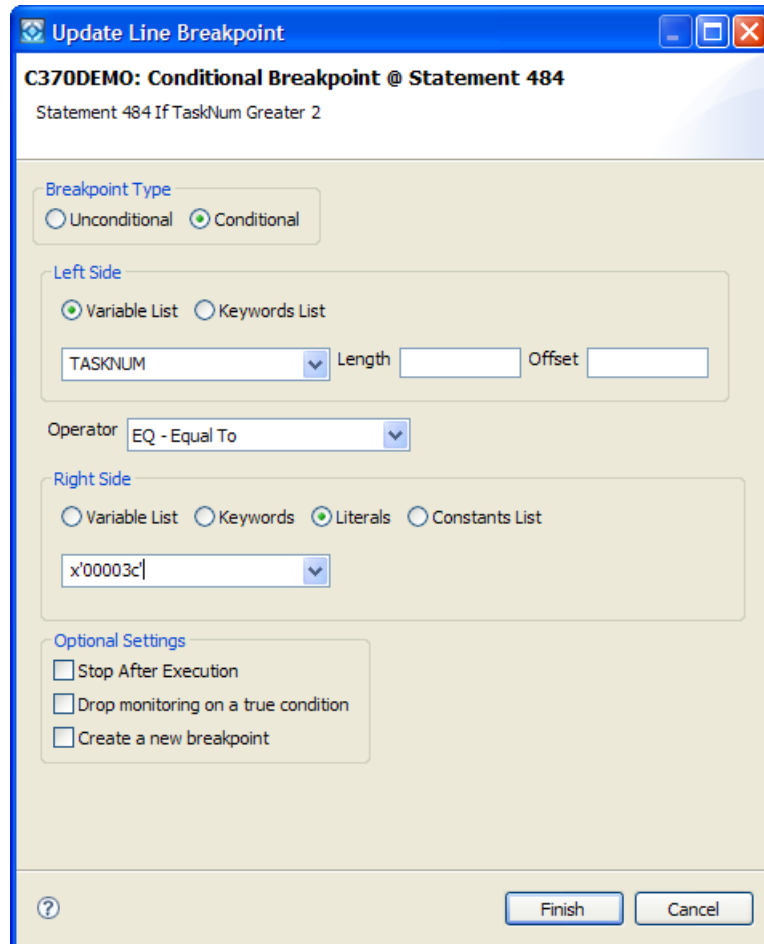 Update Line Breakpoint
C370DEMO: Conditional Breakpoint @ Statement 484
Statement 484 If TaskNum Greater 2
Breakpoint Type
Unconditional Conditional
Left Side
Variable List Keywords List
TASKNUM Length Offset
Operator EQ - Equal To
Right Side
Variable List Keywords Literals Constants List
x'00003c'
Optional Settings
Stop After Execution
Drop monitoring on a true condition
Create a new breakpoint
? Finish Cancel